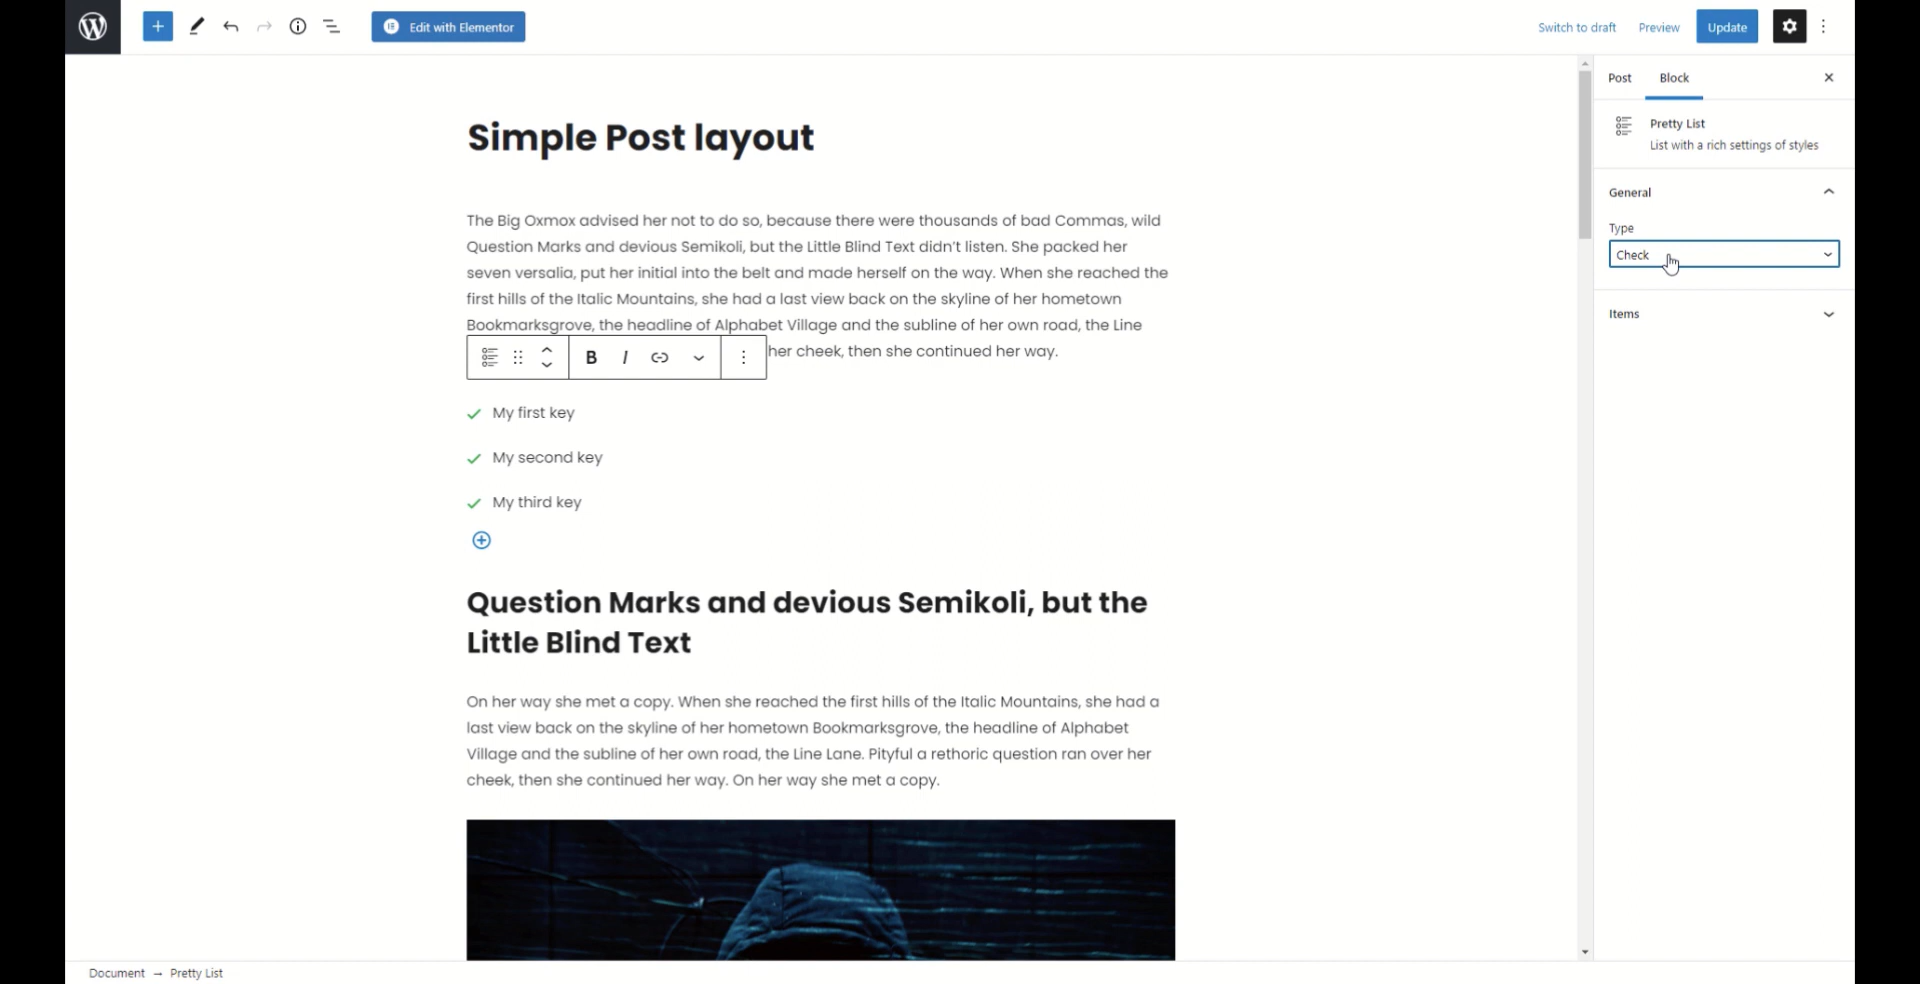 Edit with Elementor
Switch to draft
Preview
Update
Post
Block
Pretty List
List with a rich settings of styles
General
Type
Check
Items
Simple Post layout
The Big Oxmox advised her not to do so, because there were thousands of bad Commas, wild
Question Marks and devious Semikoli, but the Little Blind Text didn't listen. She packed her
seven versalia, put her initial into the belt and made herself on the way. When she reached the
first hills of the Italic Mountains, she had a last view back on the skyline of her hometown
Bookmarksgrove, the headline of Alphabet Village and the subline of her own road, the Line
her cheek, then she continued her way.
B I
My first key
My second key
My third key
Question Marks and devious Semikoli, but the
Little Blind Text
On her way she met a copy. When she reached the first hills of the Italic Mountains, she had a
last view back on the skyline of her hometown Bookmarksgrove, the headline of Alphabet
Village and the subline of her own road, the Line Lane. Pityful a rethoric question ran over her
cheek, then she continued her way. On her way she met a copy.
Document → Pretty List